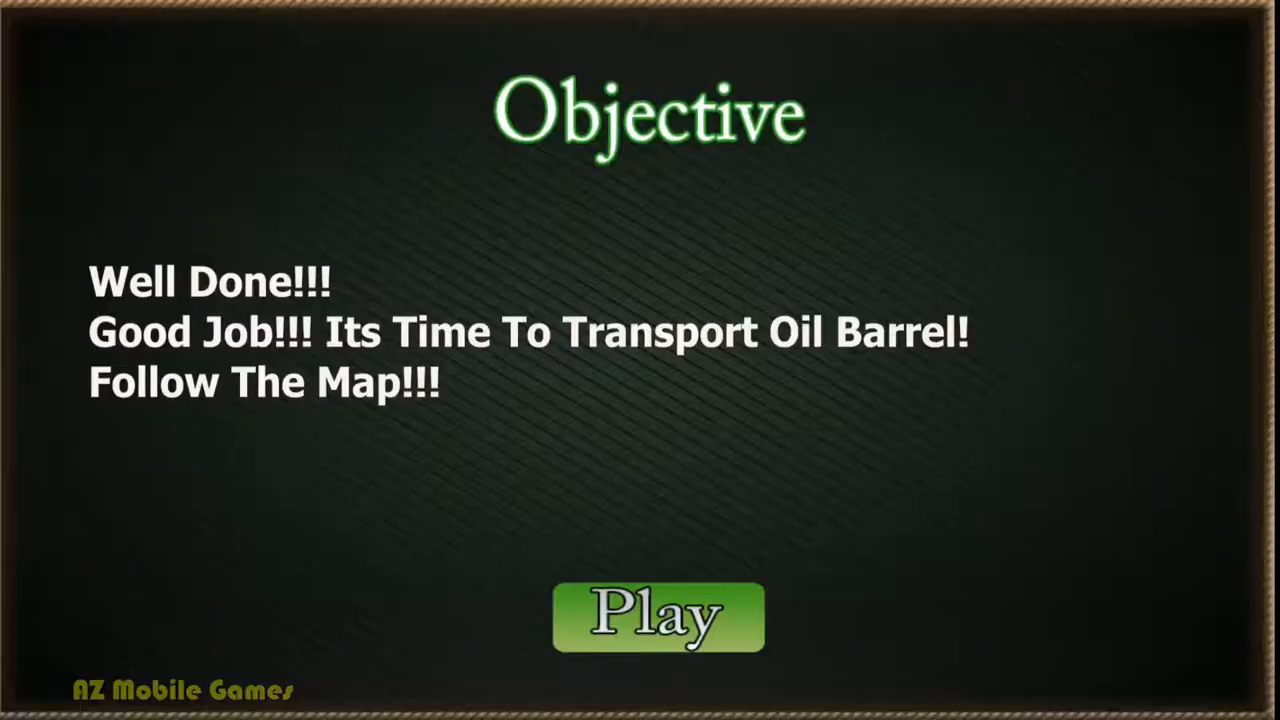 Objective
Well Done!!!
Good Job!!! Its Time To Transport Oil Barrel!
Follow The Map!!!
Play
AZ Mobile Games